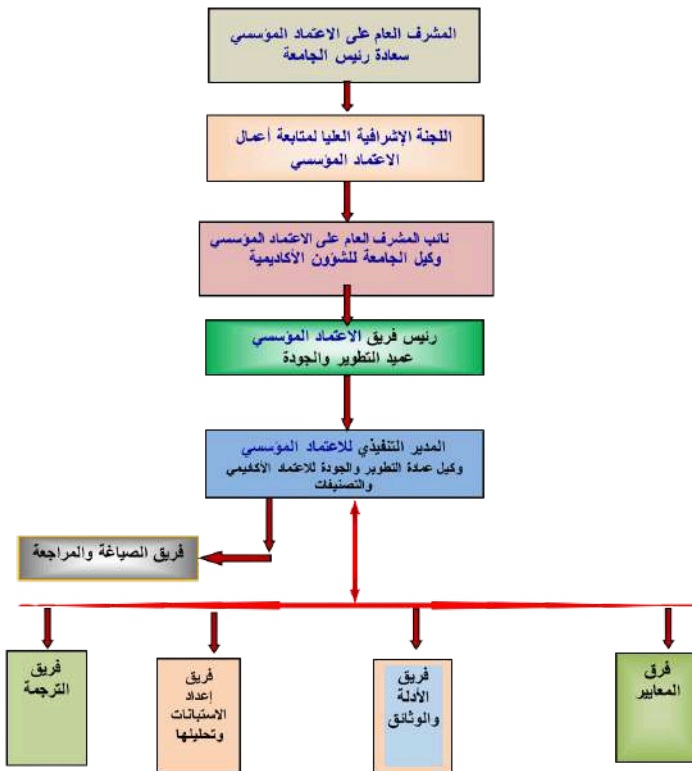 المشرف العام على الاعتماد المؤسسي
سعادة رئيس الجامعة
اللجنة الإشرافية العليا لمتابعة أعمال
الاعتماد المؤسسي
نائب المشرف العام على الاعتماد المؤسسي
وكيل الجامعة للشؤون الأكاديمية
رئيس فريق الاعتماد المؤسسي
عميد التطوير والجودة
المدير التنفيذي للاعتماد المؤسسي
وكيل عمادة التطوير والجودة للاعتماد الأكاديمي
والتصنيفات
فريق الصياغة والمراجعة
فرق
المعايير
فريق
الأدلة
والوثائق
فريق
إعداد
الاستبانات
وتحليلها
فريق
الترجمة